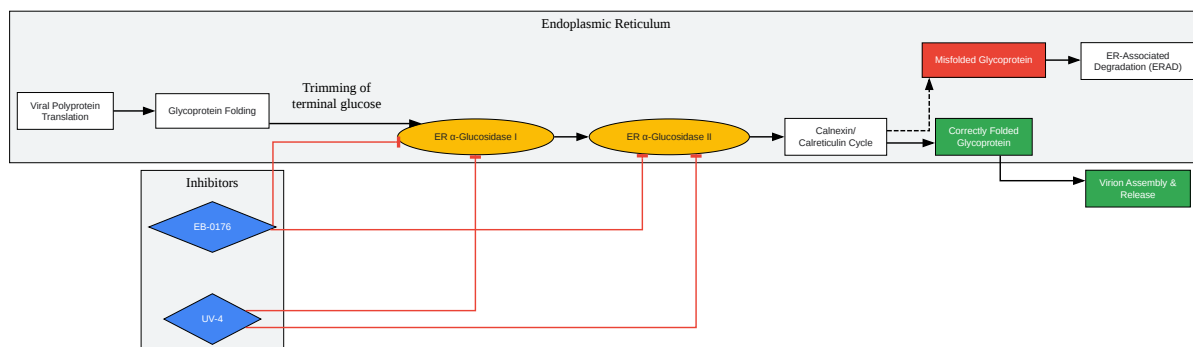 Endoplasmic Reticulum
Misfolded Glycoprotein
ER-Associated
Degradation (ERAD)
Trimming of
terminal glucose
Viral Polyprotein
Translation
Glycoprotein Folding
ER α-Glucosidase I
ER α-Glucosidase II
Calnexin/
Calreticulin Cycle
Correctly Folded
Glycoprotein
Virion Assembly &
Release
Inhibitors
EB-0176
UV-4